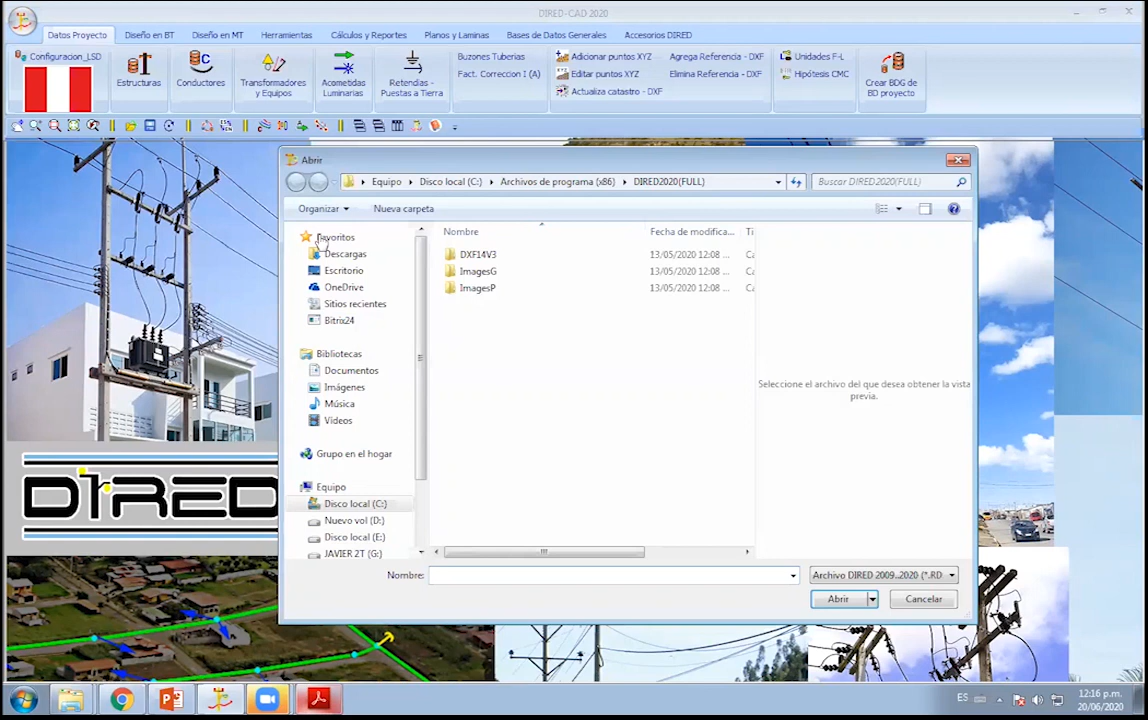 DIRED-CAD 2020
Datos Proyecto
Diseño en BT
Diseño en MT
Herramientas
Cálculos y Reportes
Planos y Laminas
Bases de Datos Generales
Accesorios DIRED
Configuracion_LSD
Estructuras
Conductores
Transformadores
y Equipos
Acometidas
Luminarias
Retenidas -
Puestas a Tierra
Buzones Tuberias
Fact. Correccion I (A)
Adicionar puntos XYZ
Editar puntos XYZ
Actualiza catastro - DXF
Agrega Referencia - DXF
Elimina Referencia - DXF
Unidades F-L
Hipótesis CMC
Crear BDG de
BD proyecto
Abrir
Equipo
Disco local (C:)
Archivos de programa (x86)
DIRED2020(FULL)
Buscar DIRED2020(FULL)
Organizar
Nueva carpeta
Favoritos
Descargas
Escritorio
OneDrive
Sitios recientes
Bitrix24
Bibliotecas
Documentos
Imágenes
Música
Vídeos
Grupo en el hogar
Equipo
Disco local (C:)
Nuevo vol (D:)
Disco local (E:)
JAVIER 2T (G:)
Nombre
Fecha de modifica...
DXF14V3
13/05/2020 12:08 ...
Ca
ImagesG
13/05/2020 12:08 ...
Ca
ImagesP
13/05/2020 12:08 ...
Ca
Seleccione el archivo del que desea obtener la vista
previa.
Nombre:
Archivo DIRED 2009..2020 (*.RD
Abrir
Cancelar
DIRED
ES
12:16 p.m.
20/06/2020